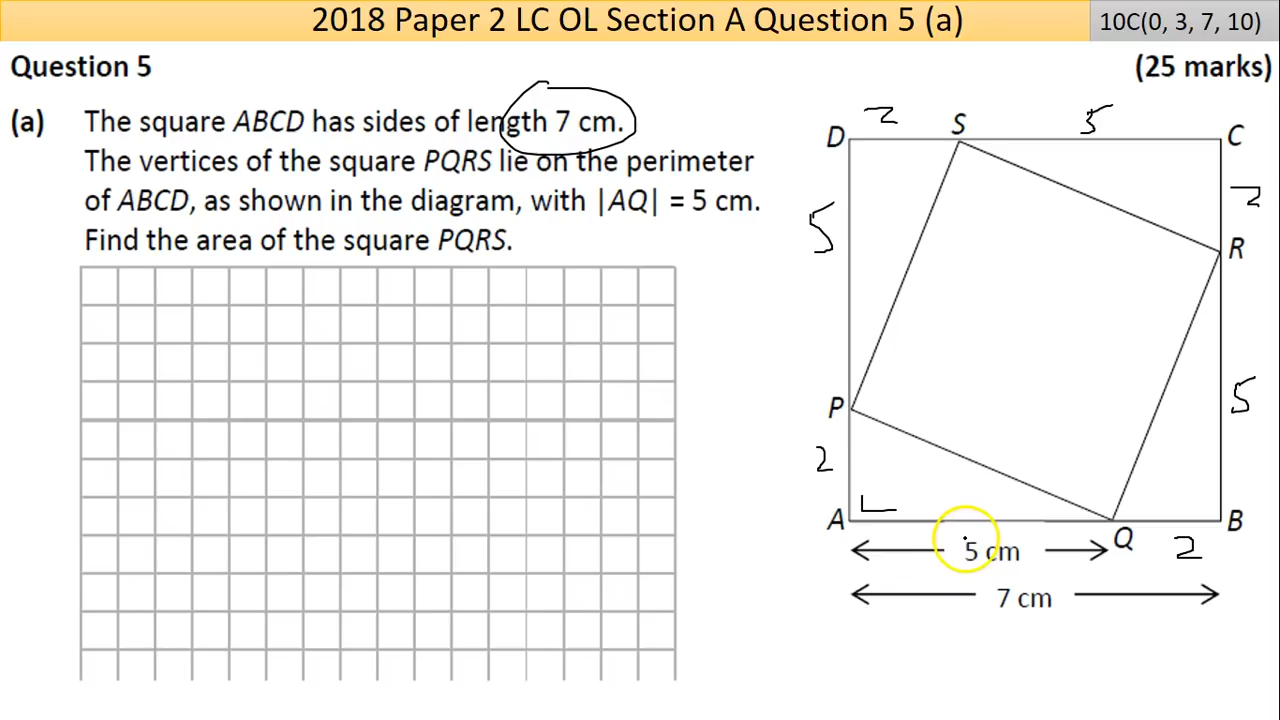 2018 Paper 2 LC OL Section A Question 5 (a)
10C(0, 3, 7, 10)
Question 5
(25 marks)
(a) The square ABCD has sides of length 7 cm.
The vertices of the square PQRS lie on the perimeter
of ABCD, as shown in the diagram, with |AQ| = 5 cm.
Find the area of the square PQRS.
2 5
D S C
2
5
R
P
5
2
A B
5 cm Q 2
7 cm